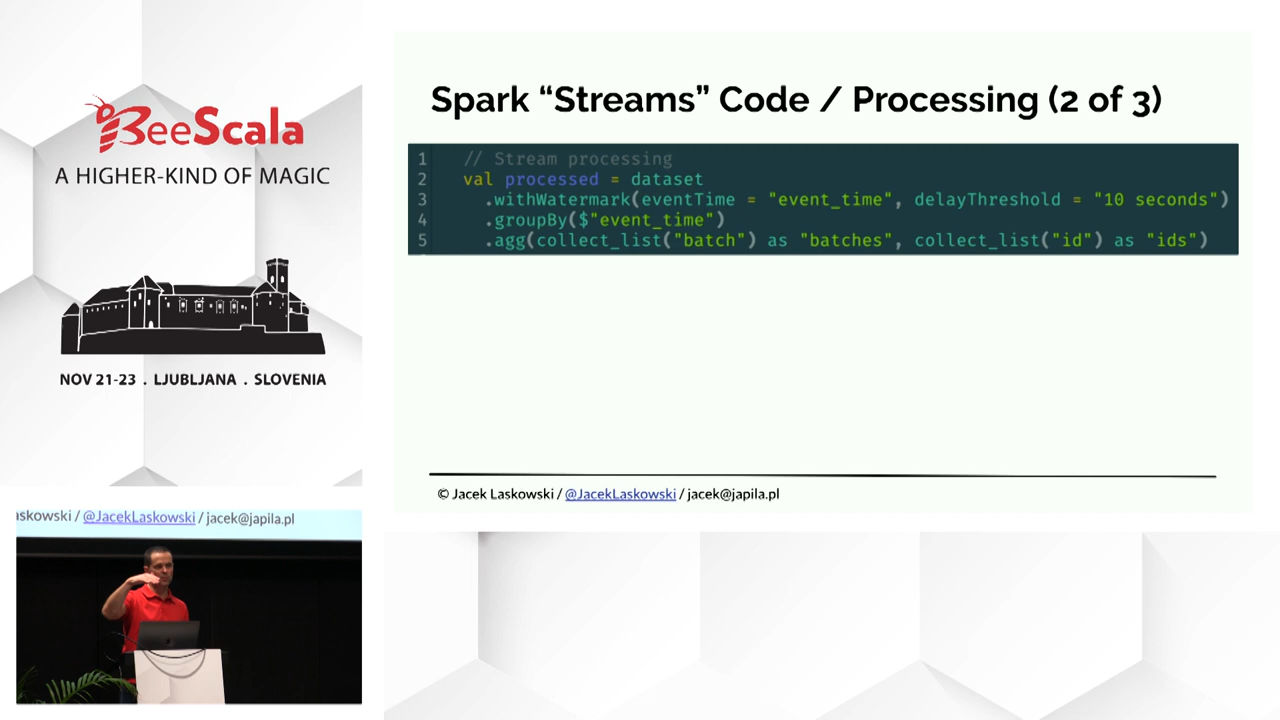 BeeScala
A HIGHER-KIND OF MAGIC
NOV 21-23 . LJUBLJANA . SLOVENIA
Spark “Streams” Code / Processing (2 of 3)
1 // Stream processing
2 val processed = dataset
3 .withWatermark(eventTime = "event_time", delayThreshold = "10 seconds")
4 .groupBy($"event_time")
5 .agg(collect_list("batch") as "batches", collect_list("id") as "ids")
© Jacek Laskowski / @JacekLaskowski / jacek@japila.pl
askowski / @JacekLaskowski / jacek@japila.pl